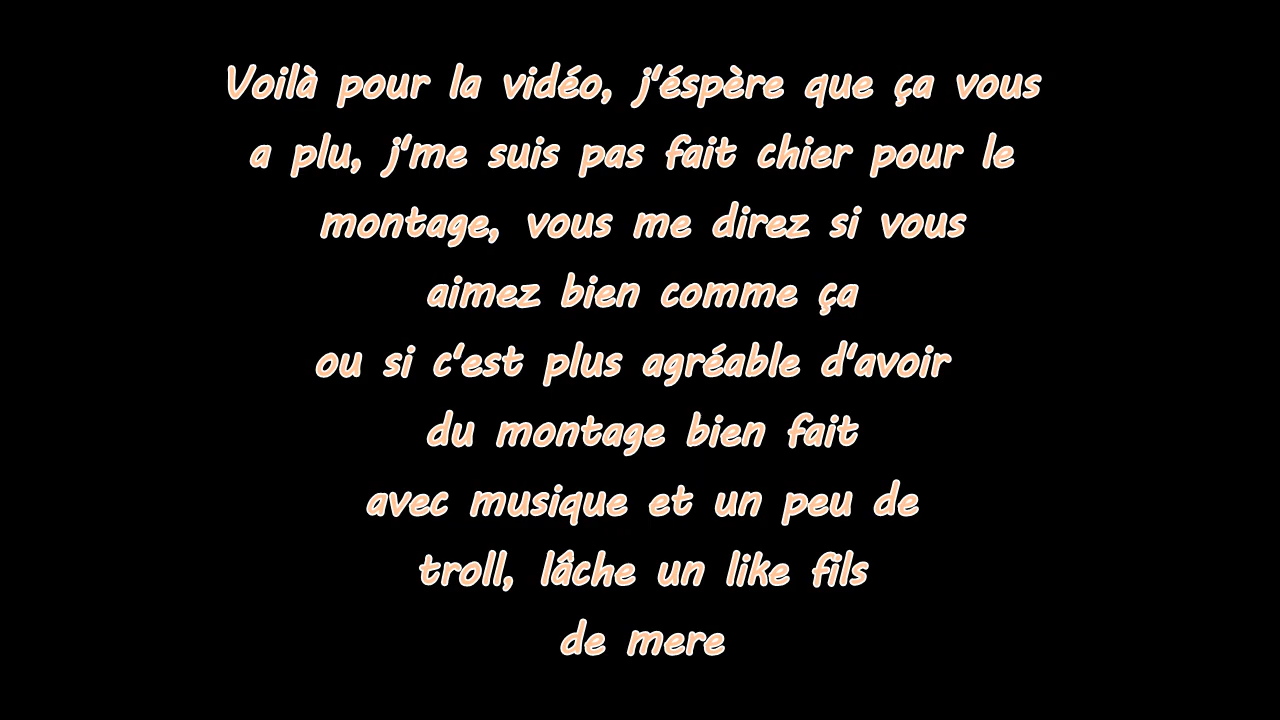 Voilà pour la vidéo, j'éspère que ça vous
a plu, j'me suis pas fait chier pour le
montage, vous me direz si vous
aimez bien comme ça
ou si c'est plus agréable d'avoir
du montage bien fait
avec musique et un peu de
troll, lâche un like fils
de mere